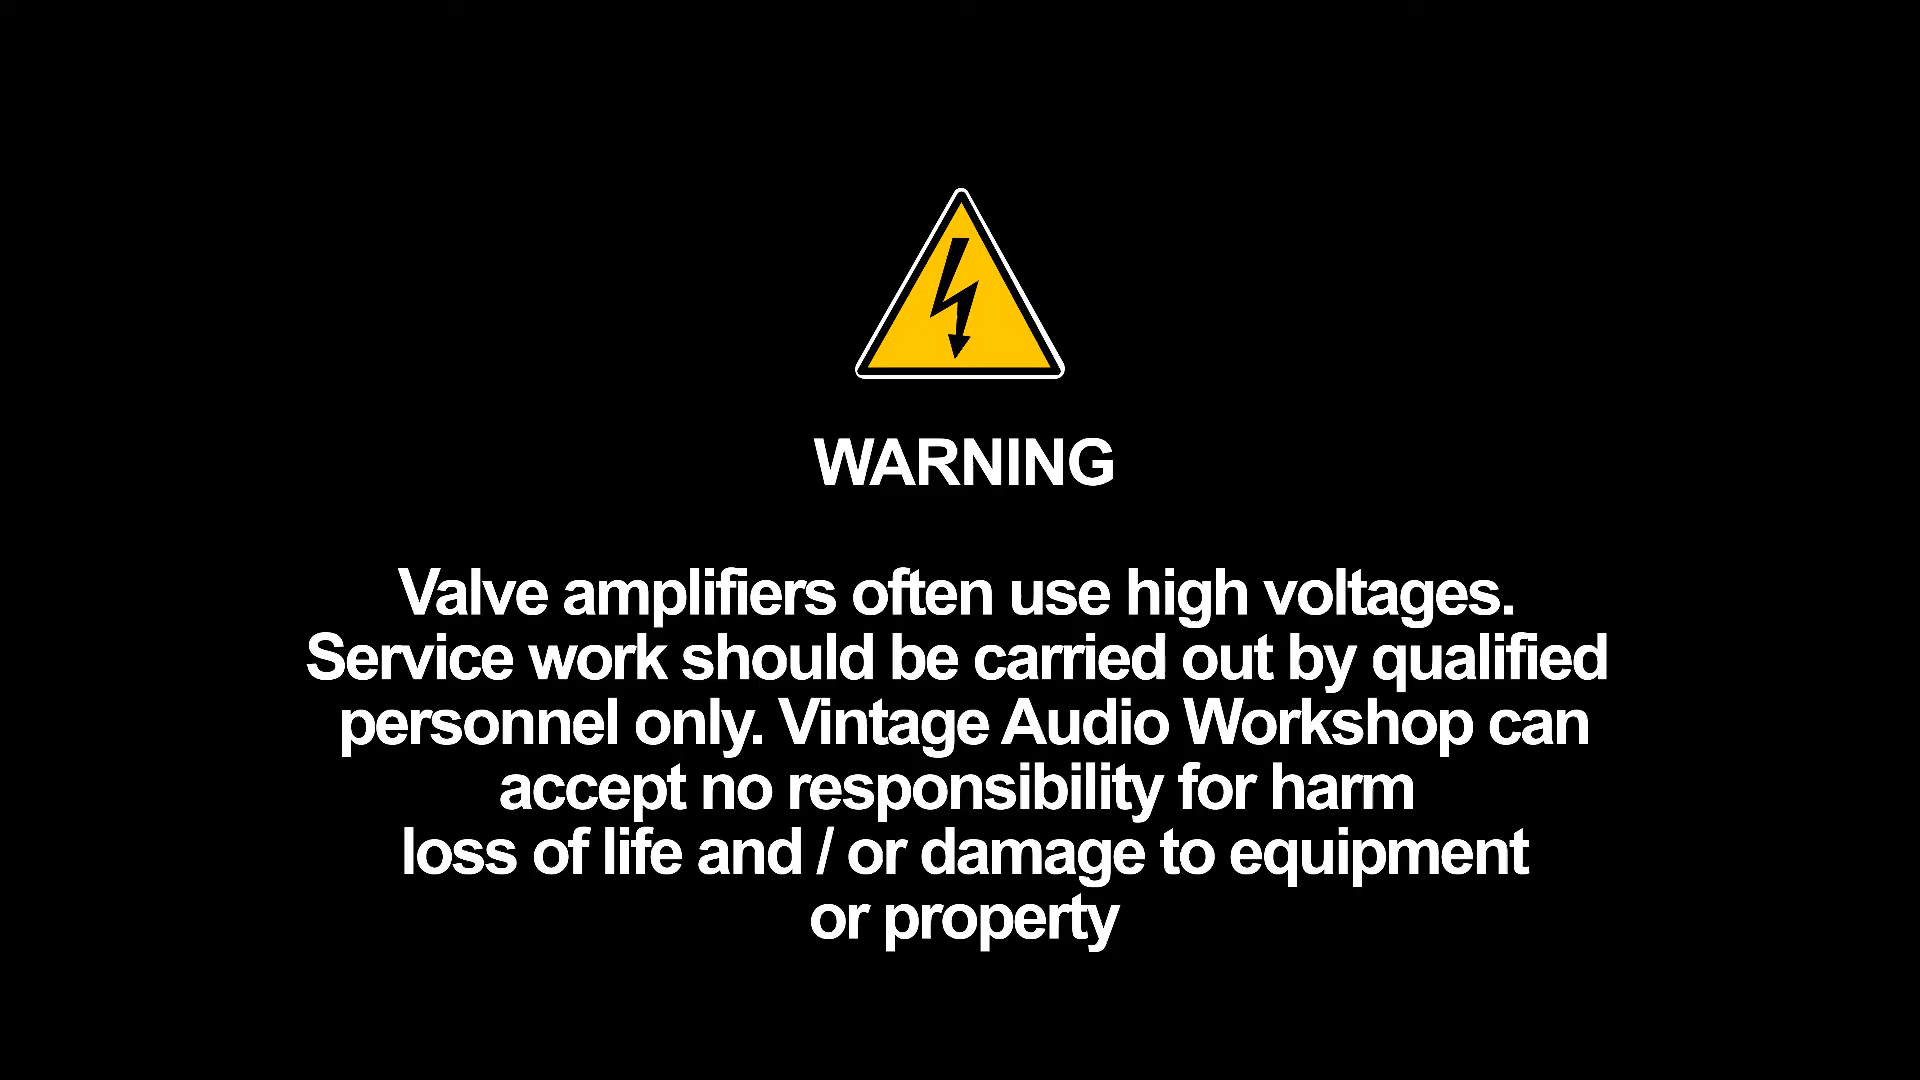 WARNING
Valve amplifiers often use high voltages.
Service work should be carried out by qualified
personnel only. Vintage Audio Workshop can
accept no responsibility for harm
loss of life and / or damage to equipment
or property